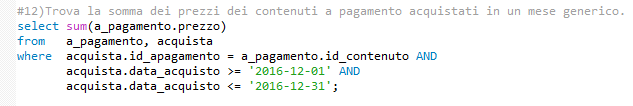 #12)Trova la somma dei prezzi dei contenuti a pagamento acquistati in un mese generico.
select sum(a_pagamento.prezzo)
from   a_pagamento, acquista
where  acquista.id_apagamento = a_pagamento.id_contenuto AND
       acquista.data_acquisto >= '2016-12-01' AND
       acquista.data_acquisto <= '2016-12-31';